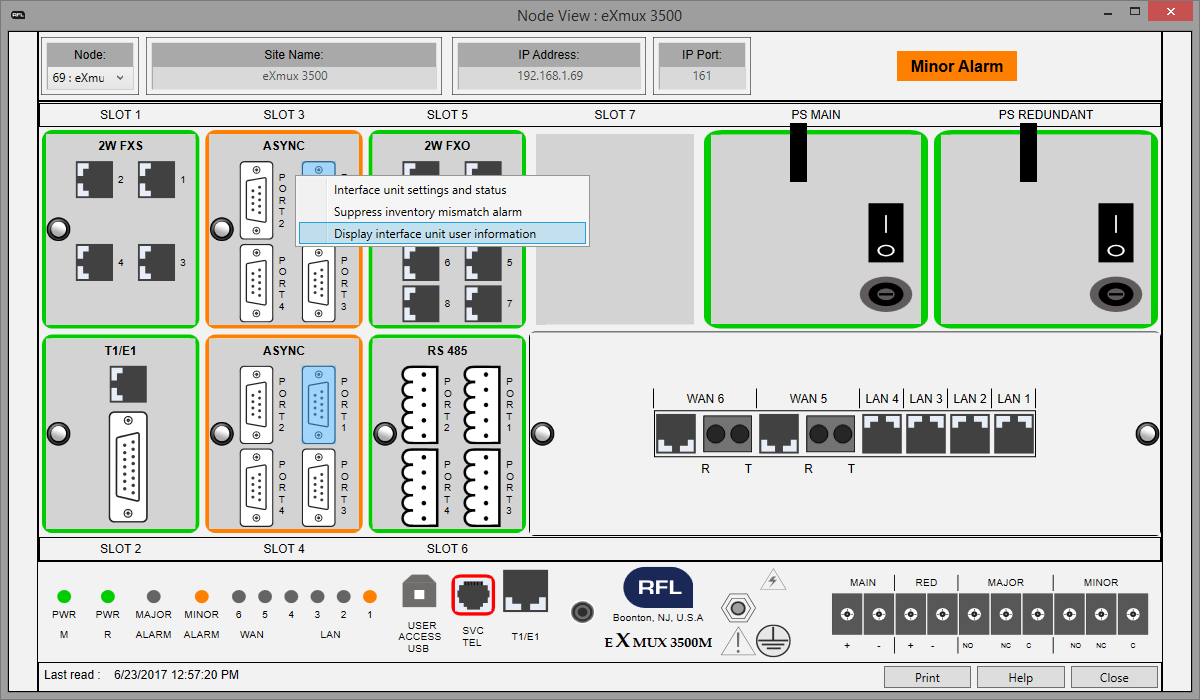 RFL
Node View : eXmux 3500
Node:
Site Name:
IP Address:
IP Port:
69 : eXmu
eXmux 3500
192.168.1.69
161
Minor Alarm
SLOT 1
SLOT 3
SLOT 5
SLOT 7
PS MAIN
PS REDUNDANT
2W FXS
2
1
4
3
ASYNC
PORT 2
PORT 4
PORT 3
2W FXO
6
5
8
7
Interface unit settings and status
Suppress inventory mismatch alarm
Display interface unit user information
T1/E1
ASYNC
PORT 2
PORT 1
PORT 4
PORT 3
RS 485
PORT 2
PORT 1
PORT 4
PORT 3
WAN 6
WAN 5
LAN 4
LAN 3
LAN 2
LAN 1
R
T
R
T
SLOT 2
SLOT 4
SLOT 6
PWR
M
PWR
R
MAJOR
ALARM
MINOR
ALARM
6
5
WAN
4
3
2
1
LAN
USER
ACCESS
USB
SVC
TEL
T1/E1
RFL
Boonton, NJ, U.S.A
eXmux 3500M
MAIN
RED
MAJOR
MINOR
+
-
+
-
NO
NC
C
NO
NC
C
Last read : 6/23/2017 12:57:20 PM
Print
Help
Close